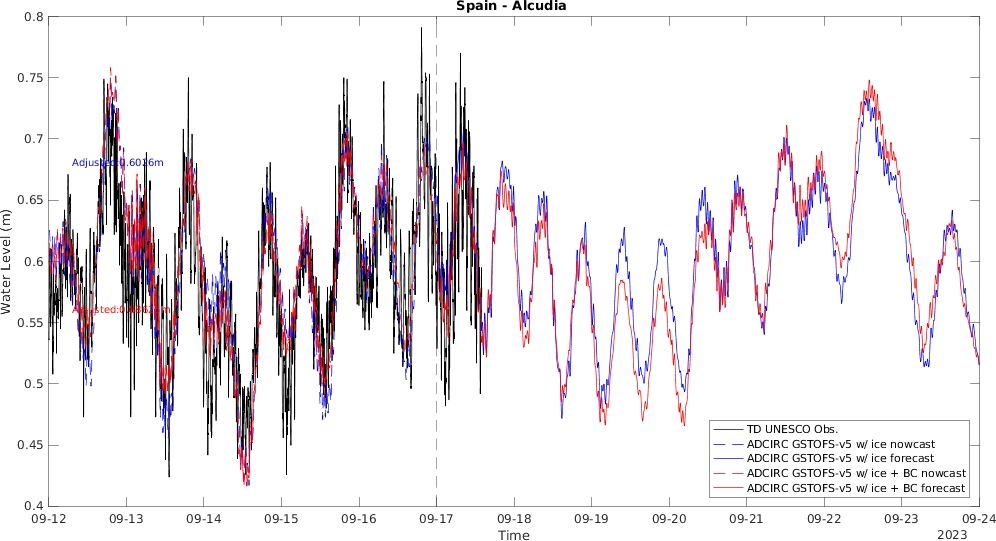 Spain - Alcudia
0.8
0.75
0.7
0.65
0.6
0.55
0.5
0.45
0.4
Water Level (m)
Adjusted:0.6026m
TD UNESCO Obs.
ADCIRC GSTOFS-v5 w/ ice nowcast
ADCIRC GSTOFS-v5 w/ ice forecast
ADCIRC GSTOFS-v5 w/ ice + BC nowcast
ADCIRC GSTOFS-v5 w/ ice + BC forecast
09-12 09-13 09-14 09-15 09-16 09-17 09-18 09-19 09-20 09-21 09-22 09-23 09-24
Time
2023